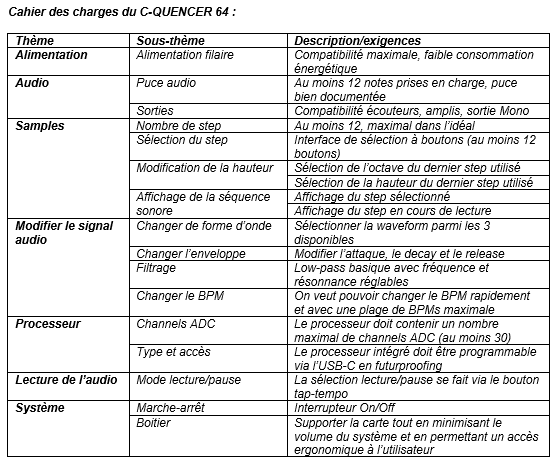 Cahier des charges du C-QUENCER 64 :
Thème Sous-thème Description/exigences
Alimentation Alimentation filaire Compatibilité maximale, faible consommation
énergétique
Audio Puce audio Au moins 12 notes prises en charge, puce
bien documentée
Sorties Compatibilité écouteurs, amplis, sortie Mono
Samples Nombre de step Au moins 12, maximal dans l'idéal
Sélection du step Interface de sélection à boutons (au moins 12
boutons)
Modification de la hauteur Sélection de l'octave du dernier step utilisé
Sélection de la hauteur du dernier step utilisé
Affichage de la séquence Affichage du step sélectionné
sonore Affichage du step en cours de lecture
Modifier le signal Changer de forme d'onde Sélectionner la waveform parmi les 3
audio disponibles
Changer l'enveloppe Modifier l'attaque, le decay et le release
Filtrage Low-pass basique avec fréquence et
résonnance réglables
Changer le BPM On veut pouvoir changer le BPM rapidement
et avec une plage de BPMs maximale
Processeur Channels ADC Le processeur doit contenir un nombre
maximal de channels ADC (au moins 30)
Type et accès Le processeur intégré doit être programmable
via l'USB-C en futurproofing
Lecture de l'audio Mode lecture/pause La sélection lecture/pause se fait via le bouton
tap-tempo
Système Marche-arrêt Interrupteur On/Off
Boitier Supporter la carte tout en minimisant le
volume du système et en permettant un accès
ergonomique à l'utilisateur